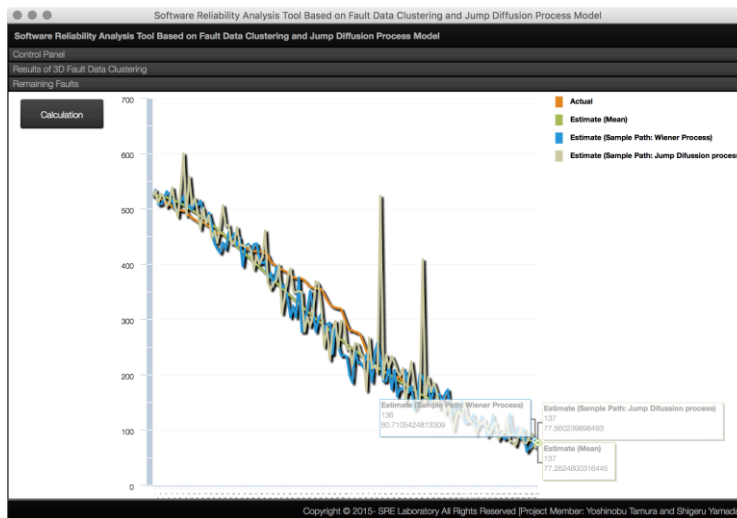 Software Reliability Analysis Tool Based on Fault Data Clustering and Jump Diffusion Process Model
Software Reliability Analysis Tool Based on Fault Data Clustering and Jump Diffusion Process Model
Control Panel
Results of 3D Fault Data Clustering
Remaining Faults
Calculation
700
600
500
400
300
200
100
0
Actual
Estimate (Mean)
Estimate (Sample Path: Wiener Process)
Estimate (Sample Path: Jump Difussion process
Estimate (Sample Path: Wiener Process)
136
80.7105424813309
Estimate (Sample Path: Jump Difussion process)
137
77.560239898493
Estimate (Mean)
137
77.2624800316445
Copyright © 2015- SRE Laboratory All Rights Reserved [Project Member: Yoshinobu Tamura and Shigeru Yamada